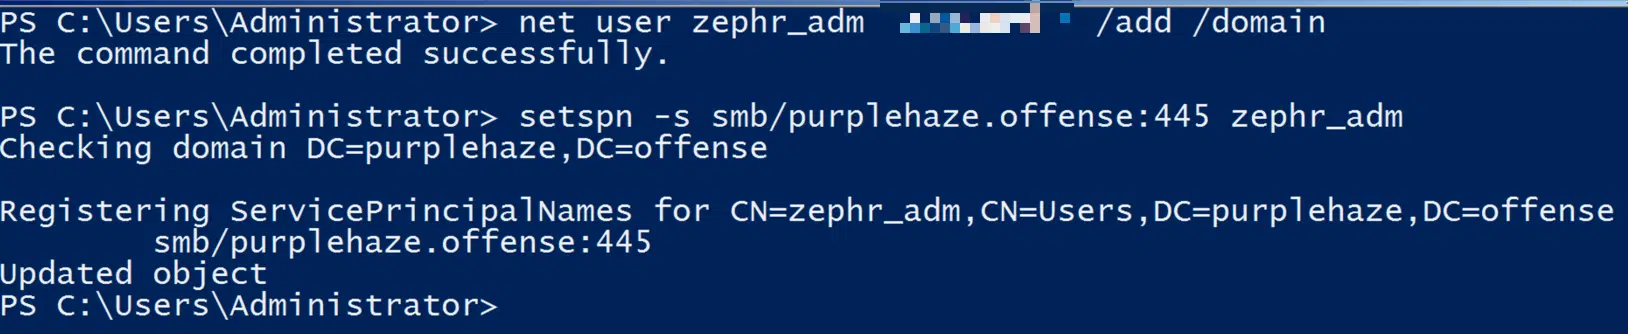 PS C:\Users\Administrator> net user zephr_adm /add /domain
The command completed successfully.
PS C:\Users\Administrator> setspn -s smb/purplehaze.offense:445 zephr_adm
Checking domain DC=purplehaze,DC=offense
Registering ServicePrincipalNames for CN=zephr_adm,CN=Users,DC=purplehaze,DC=offense
smb/purplehaze.offense:445
Updated object
PS C:\Users\Administrator>